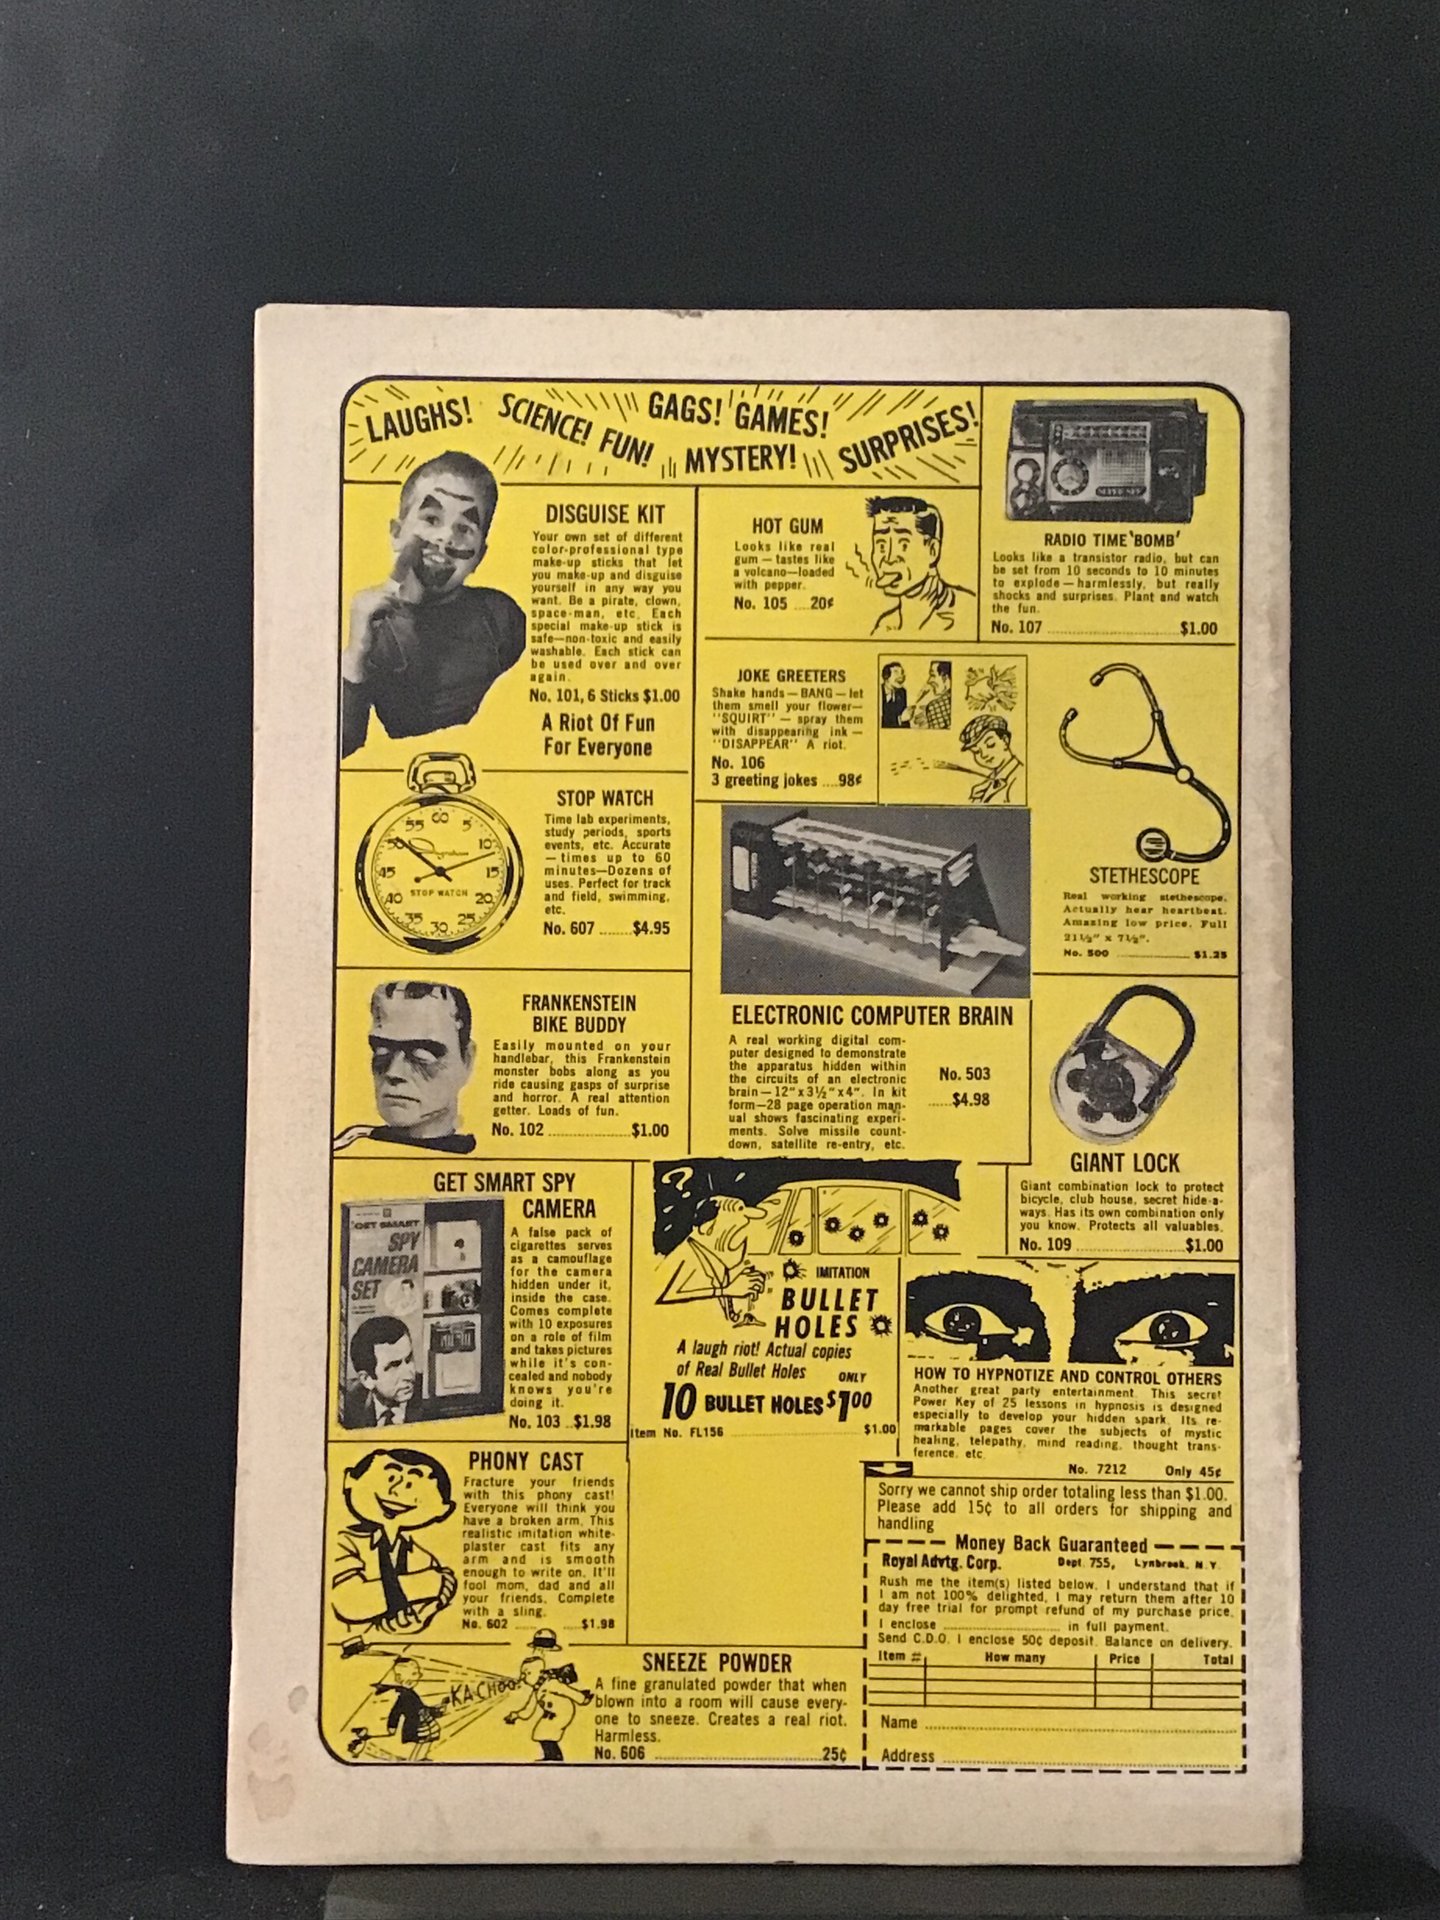 LAUGHS! SCIENCE! FUN! GAGS! GAMES! MYSTERY! SURPRISES!
DISGUISE KIT
Your own set of different
color-professional type
make-up sticks that let
you make-up and disguise
yourself in any way you
want. Be a pirate, clown,
space-man, etc. Each
special make-up stick is
safe—non-toxic and easily
washable. Each stick can
be used over and over
again.
No. 101, 6 Sticks $1.00
A Riot Of Fun
For Everyone
HOT GUM
Looks like real
gum — tastes like
a volcano—loaded
with pepper.
No. 105 ....20¢
SUPER SPY
RADIO TIME 'BOMB'
Looks like a transistor radio, but can
be set from 10 seconds to 10 minutes
to explode — harmlessly, but really
shocks and surprises. Plant and watch
the fun.
No. 107 ........................ $1.00
JOKE GREETERS
Shake hands — BANG — let
them smell your flower—
"SQUIRT" — spray them
with disappearing ink —
"DISAPPEAR" A riot.
No. 106
3 greeting jokes ....98¢
STETHESCOPE
Real working stethescope.
Actually hear heartbeat.
Amazing low price. Full
21½" x 7½".
No. 500 .................... $1.25
55 60 5
50 10
45 15
STOP WATCH
40 20
35 30 25
STOP WATCH
Time lab experiments,
study periods, sports
events, etc. Accurate
— times up to 60
minutes—Dozens of
uses. Perfect for track
and field, swimming,
etc.
No. 607 ........$4.95
ELECTRONIC COMPUTER BRAIN
A real working digital com-
puter designed to demonstrate
the apparatus hidden within
the circuits of an electronic
brain—12"x3½"x4". In kit
form—28 page operation man-
ual shows fascinating experi-
ments. Solve missile count-
down, satellite re-entry, etc.
No. 503
......$4.98
FRANKENSTEIN
BIKE BUDDY
Easily mounted on your
handlebar, this Frankenstein
monster bobs along as you
ride causing gasps of surprise
and horror. A real attention
getter. Loads of fun.
No. 102 ..................$1.00
GIANT LOCK
Giant combination lock to protect
bicycle, club house, secret hide-a-
ways. Has its own combination only
you know. Protects all valuables.
No. 109 ........................$1.00
GET SMART SPY
CAMERA
GET SMART
SPY
CAMERA
SET
A false pack of
cigarettes serves
as a camouflage
for the camera
hidden under it,
inside the case.
Comes complete
with 10 exposures
on a role of film
and takes pictures
while it's con-
cealed and nobody
knows you're
doing it.
No. 103 ..$1.98
?
IMITATION
BULLET
HOLES
A laugh riot! Actual copies
of Real Bullet Holes
ONLY
10 BULLET HOLES $1.00
Item No. FL156 ........................ $1.00
HOW TO HYPNOTIZE AND CONTROL OTHERS
Another great party entertainment. This secret
Power Key of 25 lessons in hypnosis is designed
especially to develop your hidden spark. Its re-
markable pages cover the subjects of mystic
healing, telepathy, mind reading, thought trans-
ference, etc.
No. 7212 Only 45¢
PHONY CAST
Fracture your friends
with this phony cast!
Everyone will think you
have a broken arm. This
realistic imitation white-
plaster cast fits any
arm and is smooth
enough to write on. It'll
fool mom, dad and all
your friends. Complete
with a sling.
No. 602 .... ....$1.98
KA CHOO
SNEEZE POWDER
A fine granulated powder that when
blown into a room will cause every-
one to sneeze. Creates a real riot.
Harmless.
No. 606 ........................25¢
Sorry we cannot ship order totaling less than $1.00.
Please add 15¢ to all orders for shipping and
handling
Money Back Guaranteed
Royal Advtg. Corp. Dept. 755, Lynbrook, N. Y.
Rush me the item(s) listed below. I understand that if
I am not 100% delighted, I may return them after 10
day free trial for prompt refund of my purchase price.
I enclose ........................ in full payment.
Send C.D.O. I enclose 50¢ deposit. Balance on delivery.
Item # How many Price Total
Name ........................
Address ........................